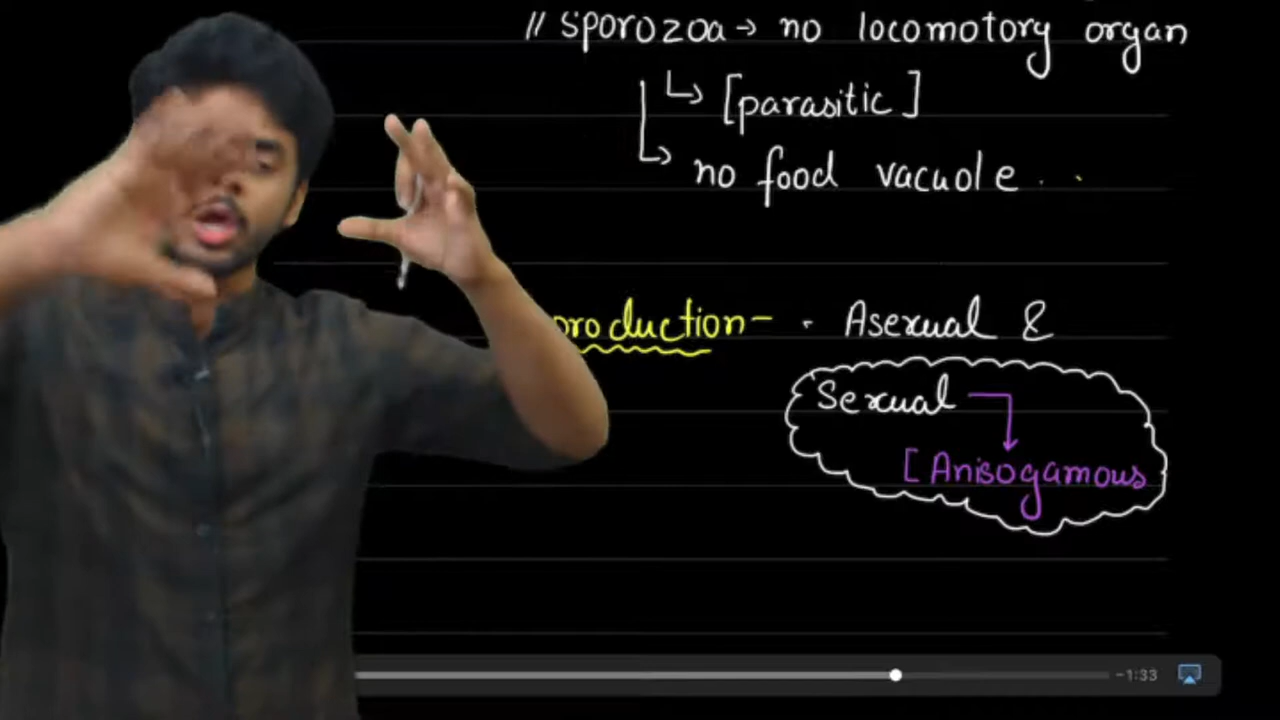 // Sporozoa → no locomotory organ
↳ [parasitic]
↳ no food vacuole . .
production - . Asexual &
Sexual
[Anisogamous
-1:33